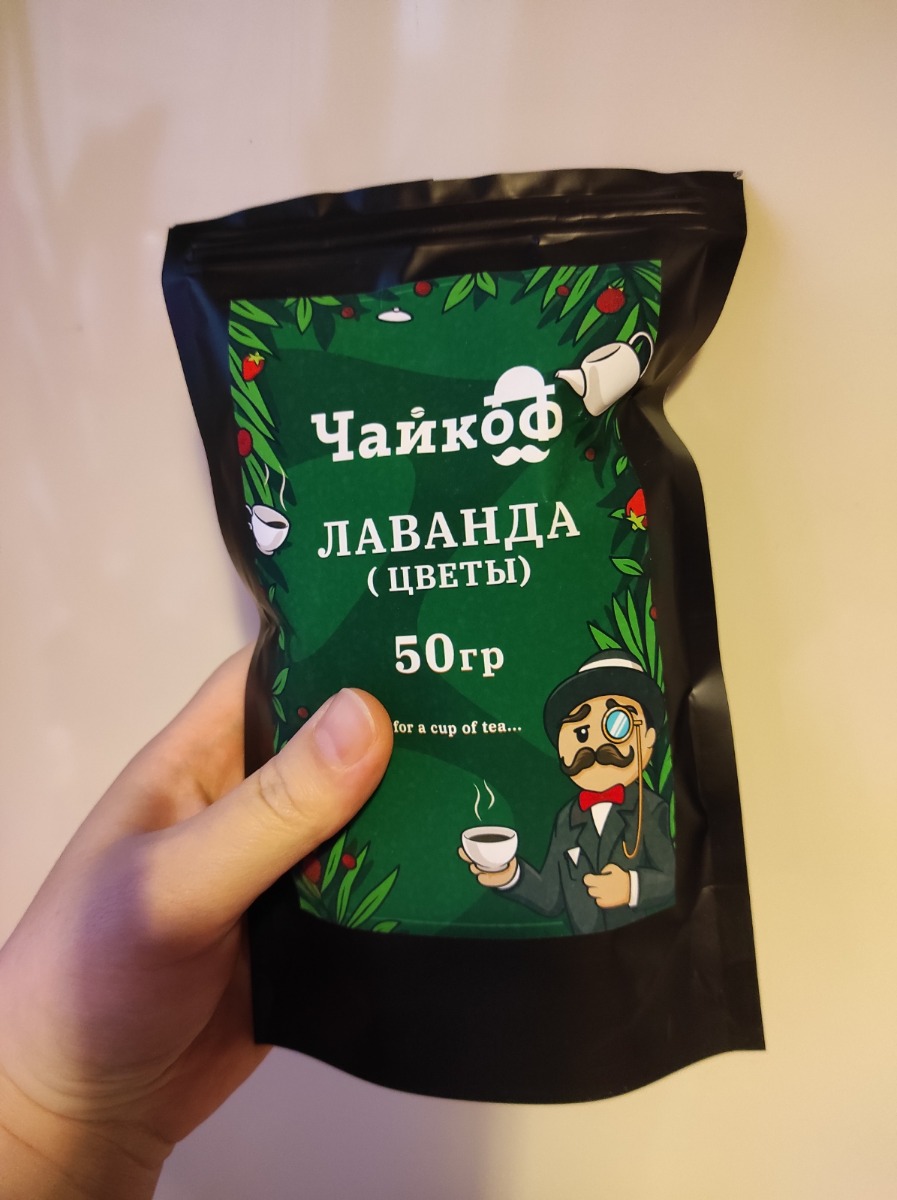 Чайкоф
ЛАВАНДА
(ЦВЕТЫ)
50гр
for a cup of tea...